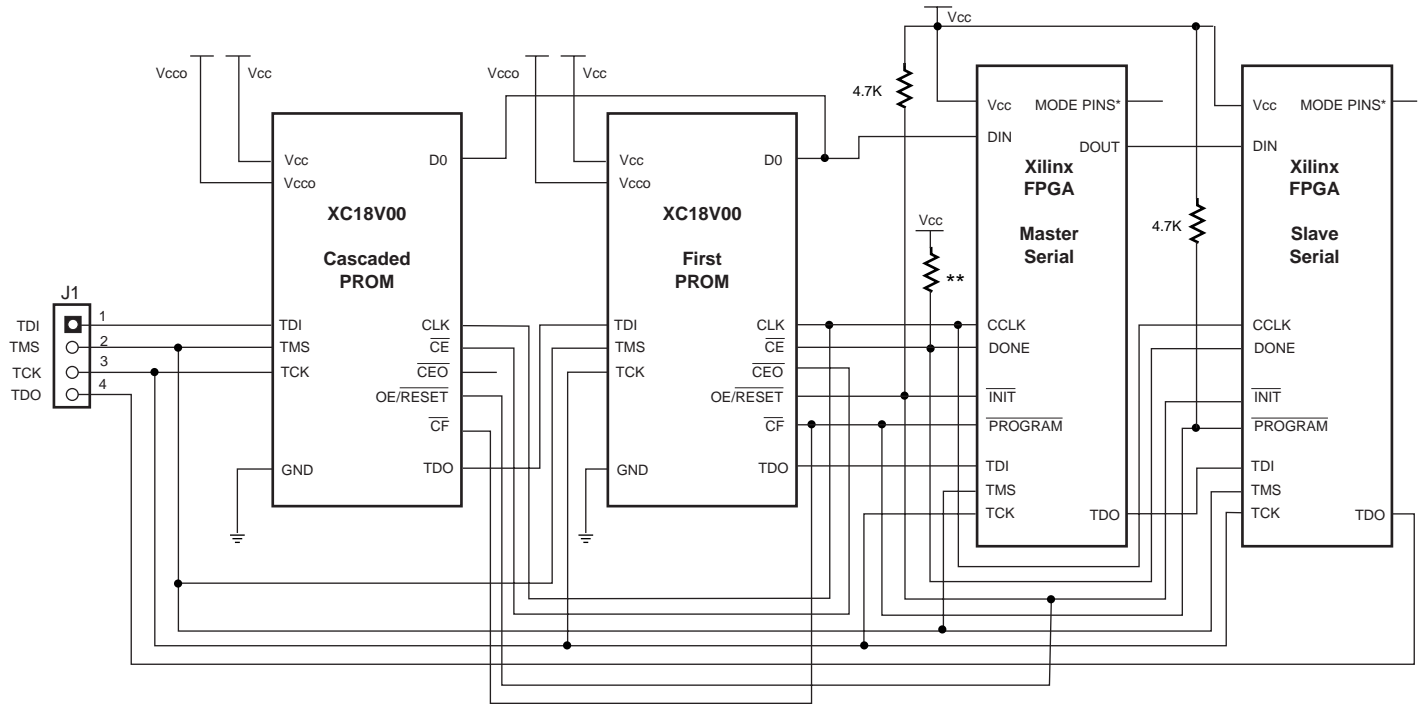 Vcc
Vcco
Vcc
Vcco
Vcc
4.7K
Vcc
Vcco
D0
XC18V00
Cascaded
PROM
TDI
TMS
TCK
GND
CLK
CE
CEO
OE/RESET
CF
TDO
Vcc
Vcco
D0
XC18V00
First
PROM
TDI
TMS
TCK
GND
CLK
CE
CEO
OE/RESET
CF
TDO
Vcc
**
Vcc
MODE PINS*
DIN
DOUT
Xilinx
FPGA
Master
Serial
CCLK
DONE
INIT
PROGRAM
TDI
TMS
TCK
TDO
4.7K
Vcc
MODE PINS*
DIN
Xilinx
FPGA
Slave
Serial
CCLK
DONE
INIT
PROGRAM
TDI
TMS
TCK
TDO
J1
TDI 1
TMS 2
TCK 3
TDO 4